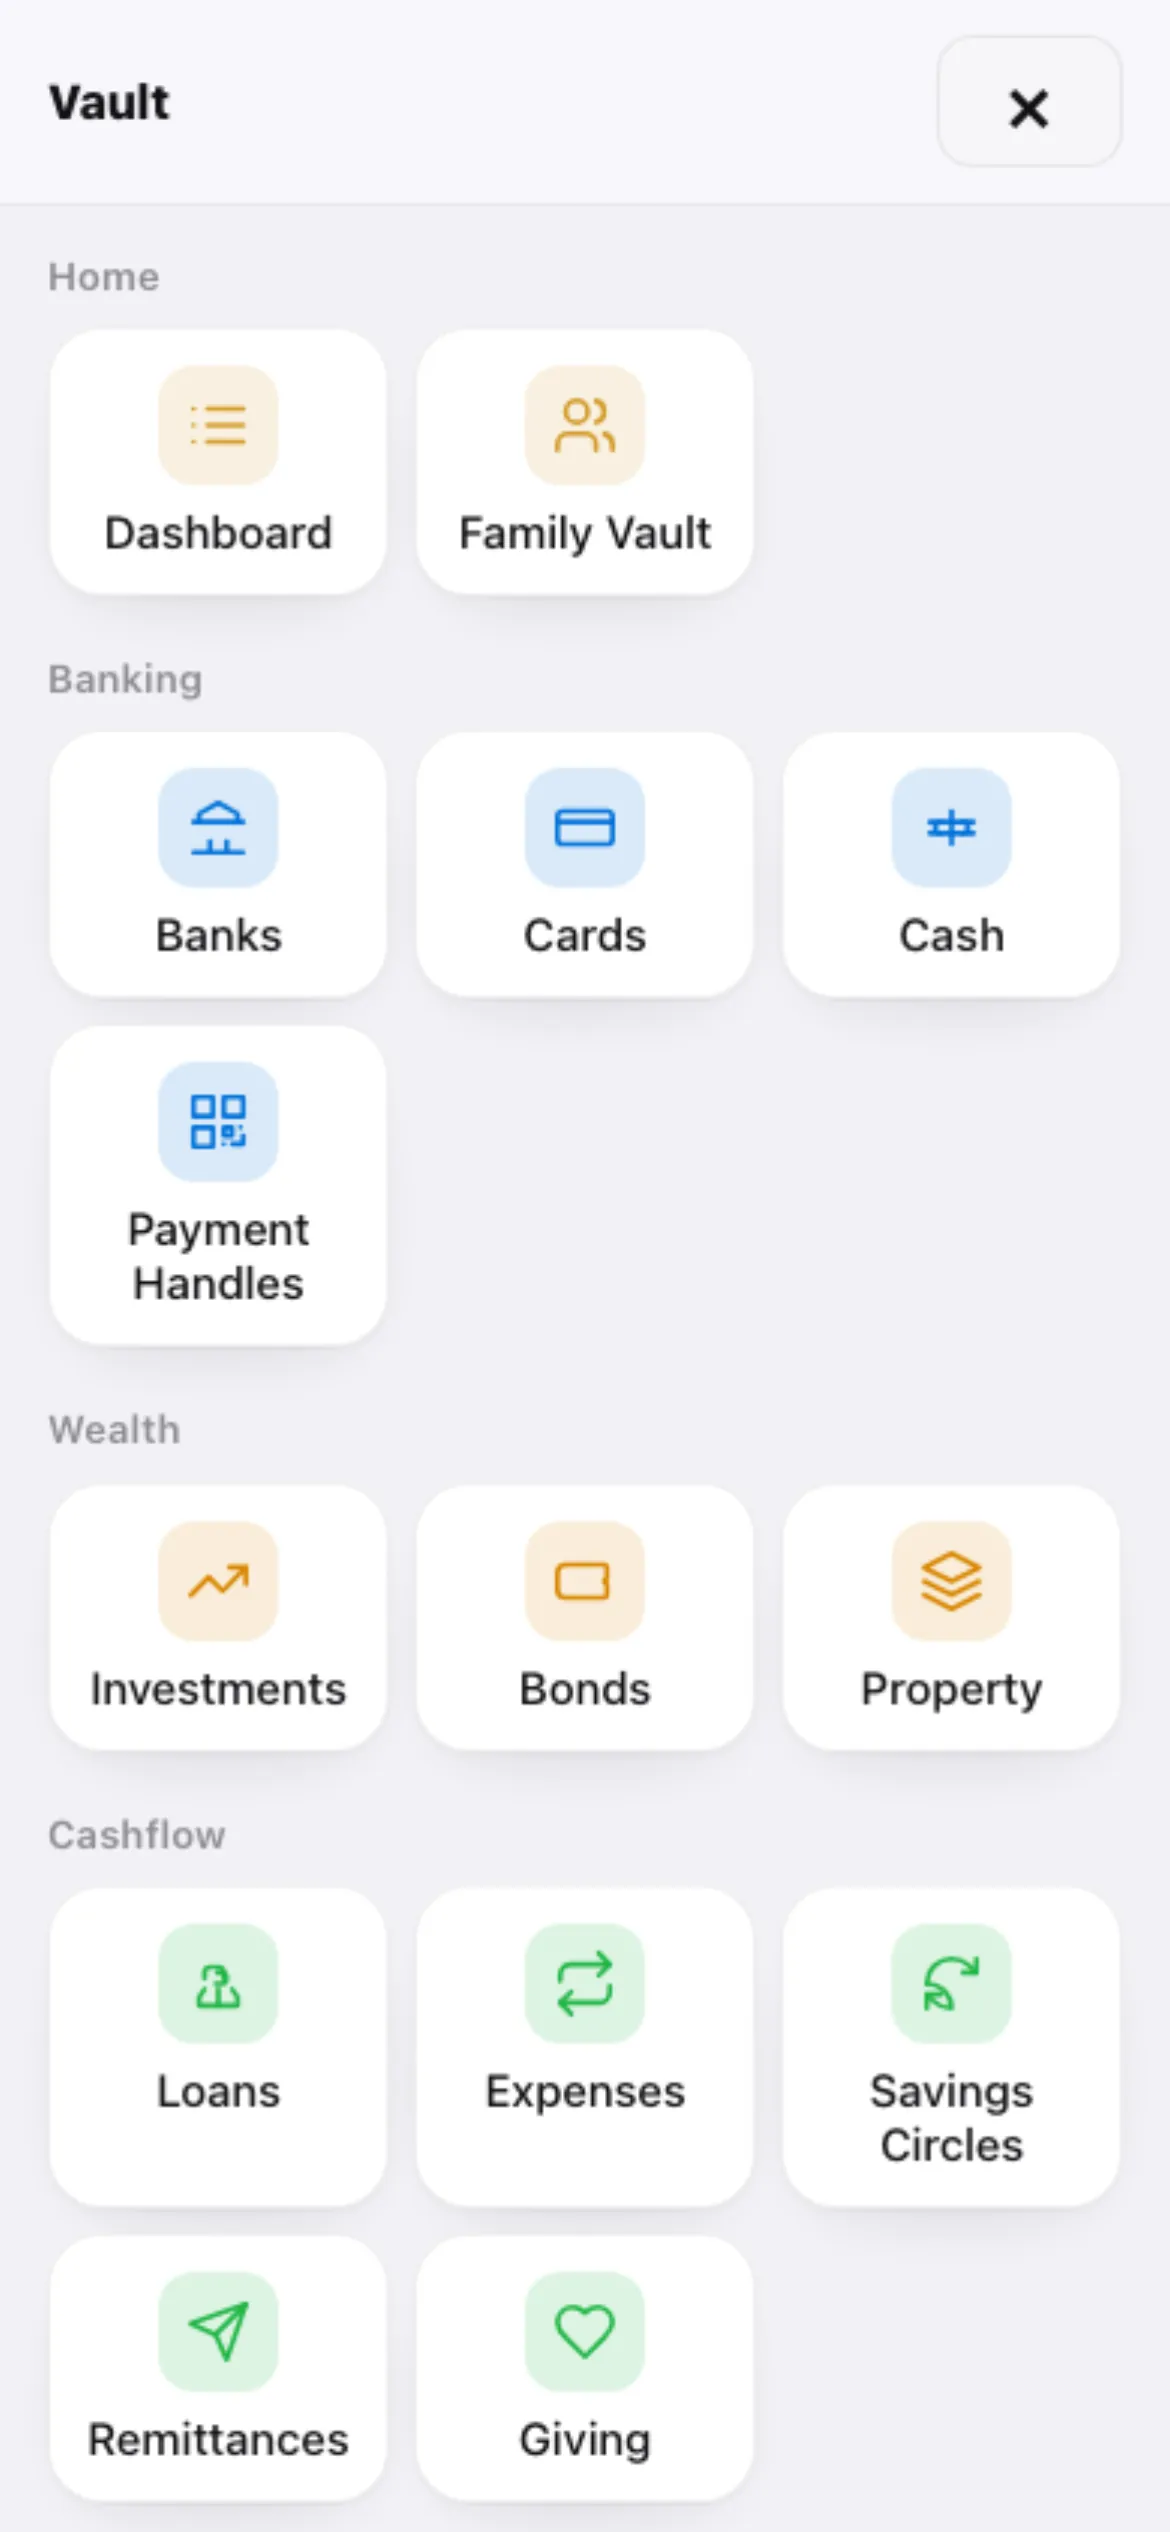 Vault
Home
Dashboard
Family Vault
Banking
Banks
Cards
Cash
Payment
Handles
Wealth
Investments
Bonds
Property
Cashflow
Loans
Expenses
Savings
Circles
Remittances
Giving